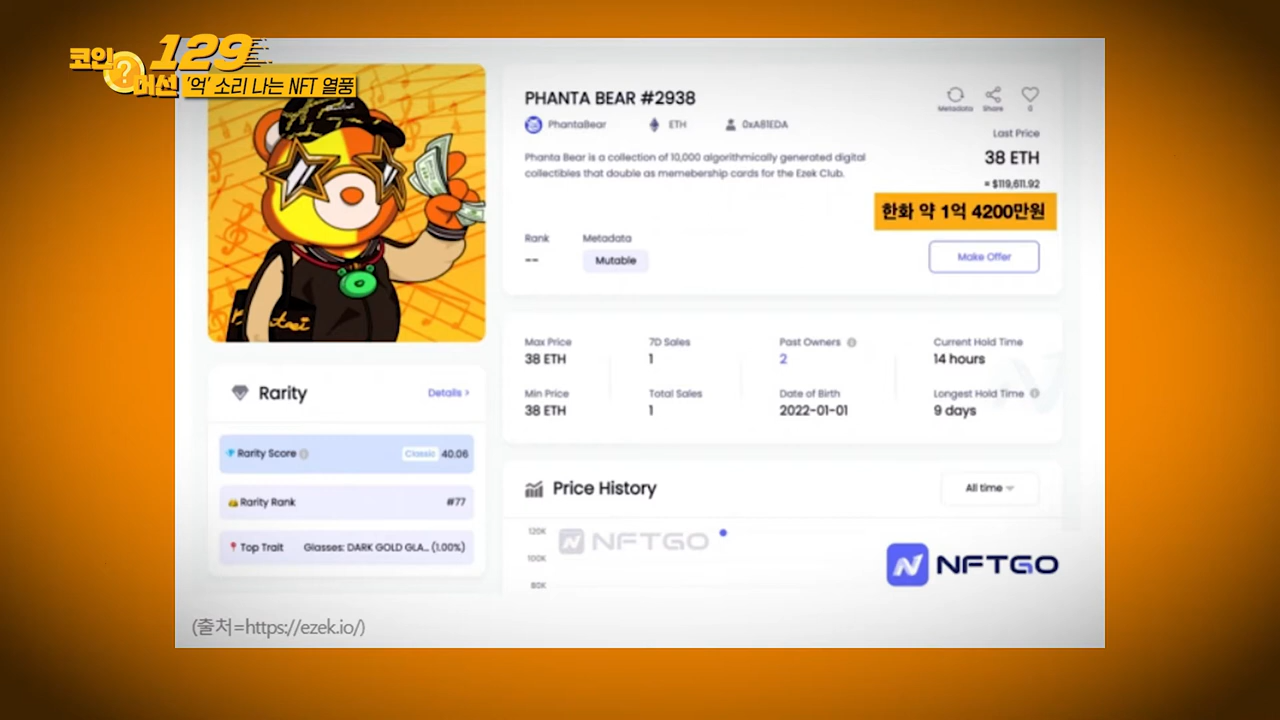 코인
129
머선
'억' 소리 나는 NFT 열풍
PHANTA BEAR #2938
PhantaBear ETH 0xA81EDA
Metadata Share 0
Phanta Bear is a collection of 10,000 algorithmically generated digital
collectibles that double as memebership cards for the Ezek Club.
Last Price
38 ETH
≈ $119,611.92
한화 약 1억 4200만원
Rank Metadata
-- Mutable
Make Offer
Max Price 7D Sales Past Owners Current Hold Time
38 ETH 1 2 14 hours
Min Price Total Sales Date of Birth Longest Hold Time
38 ETH 1 2022-01-01 9 days
Rarity Details >
Rarity Score Classic 40.06
Rarity Rank #77
Top Trait Glasses: DARK GOLD GLA... (1.00%)
Price History All time
120K
100K
80K
NFTGO
NFTGO
(출처=https://ezek.io/)